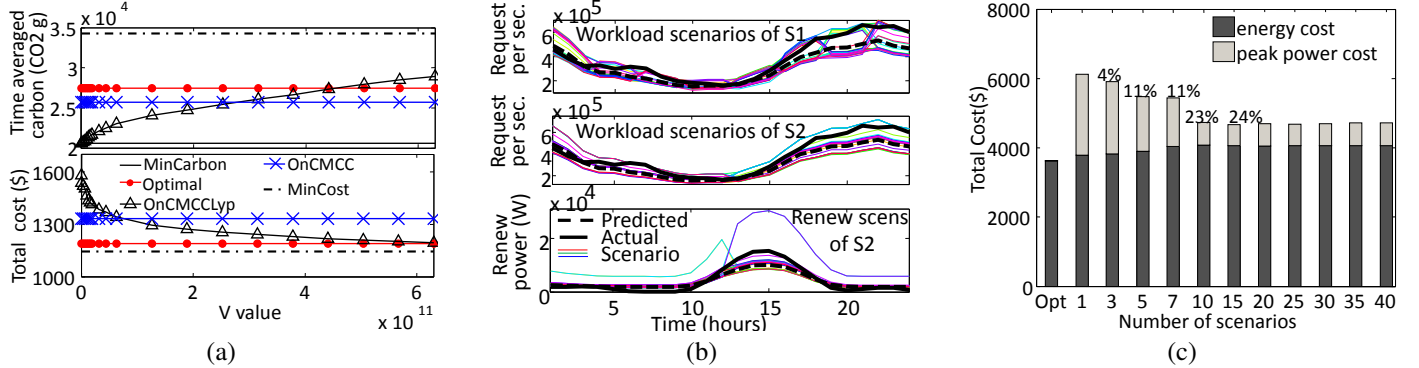 x 10^4
3.5
3
2.5
2
Time averaged
carbon (CO2 g)
MinCarbon
OnCMCC
Optimal
MinCost
OnCMCCLyp
1600
1300
1000
Total cost ($)
0 2 4 6
V value
x 10^11
(a)
x 10^5
6
4
2
Request
per sec.
Workload scenarios of S1
x 10^5
6
4
2
Request
per sec.
Workload scenarios of S2
x 10^4
2
0
Renew
power (W)
Predicted
Actual
Scenario
Renew scens
of S2
5 10 15 20
Time (hours)
(b)
8000
6000
4000
2000
0
Total Cost($)
energy cost
peak power cost
4%
11% 11%
23% 24%
Opt 1 3 5 7 10 15 20 25 30 35 40
Number of scenarios
(c)